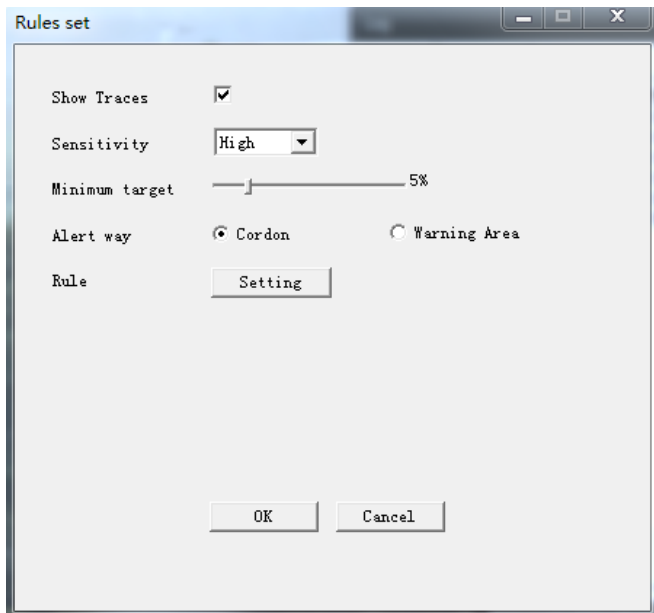 Rules set
Show Traces
Sensitivity High
Minimum target 5%
Alert way Cordon Warning Area
Rule Setting
OK Cancel